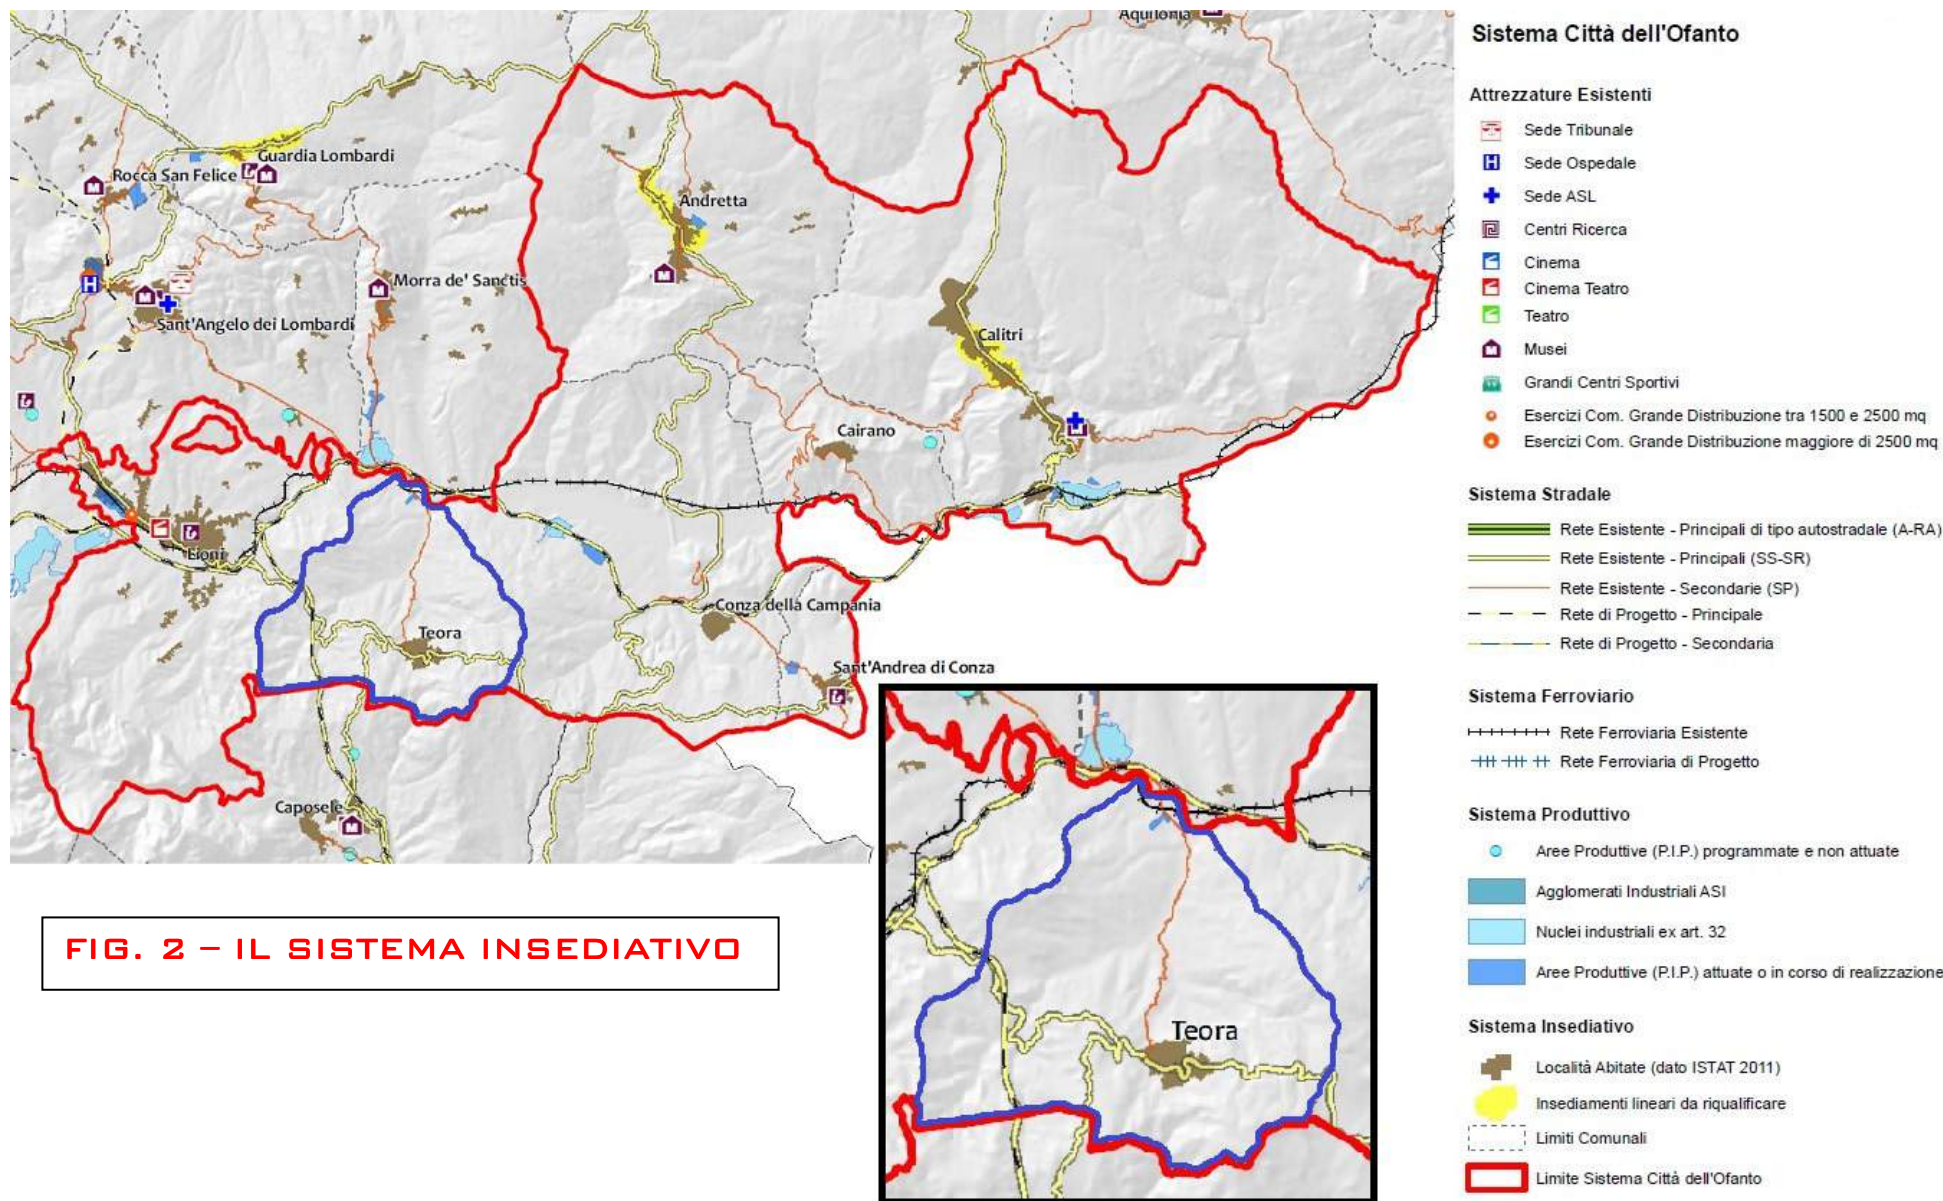 Aquilonia
Guardia Lombardi
Rocca San Felice
Andretta
Morra de' Sanctis
Sant'Angelo dei Lombardi
Calitri
Cairano
Lioni
Conza della Campania
Teora
Sant'Andrea di Conza
Caposele
Teora
FIG. 2 – IL SISTEMA INSEDIATIVO
Sistema Città dell'Ofanto
Attrezzature Esistenti
Sede Tribunale
H Sede Ospedale
Sede ASL
Centri Ricerca
Cinema
Cinema Teatro
Teatro
M Musei
Grandi Centri Sportivi
Esercizi Com. Grande Distribuzione tra 1500 e 2500 mq
Esercizi Com. Grande Distribuzione maggiore di 2500 mq
Sistema Stradale
Rete Esistente - Principali di tipo autostradale (A-RA)
Rete Esistente - Principali (SS-SR)
Rete Esistente - Secondarie (SP)
Rete di Progetto - Principale
Rete di Progetto - Secondaria
Sistema Ferroviario
Rete Ferroviaria Esistente
Rete Ferroviaria di Progetto
Sistema Produttivo
Aree Produttive (P.I.P.) programmate e non attuate
Agglomerati Industriali ASI
Nuclei industriali ex art. 32
Aree Produttive (P.I.P.) attuate o in corso di realizzazione
Sistema Insediativo
Località Abitate (dato ISTAT 2011)
Insediamenti lineari da riqualificare
Limiti Comunali
Limite Sistema Città dell'Ofanto